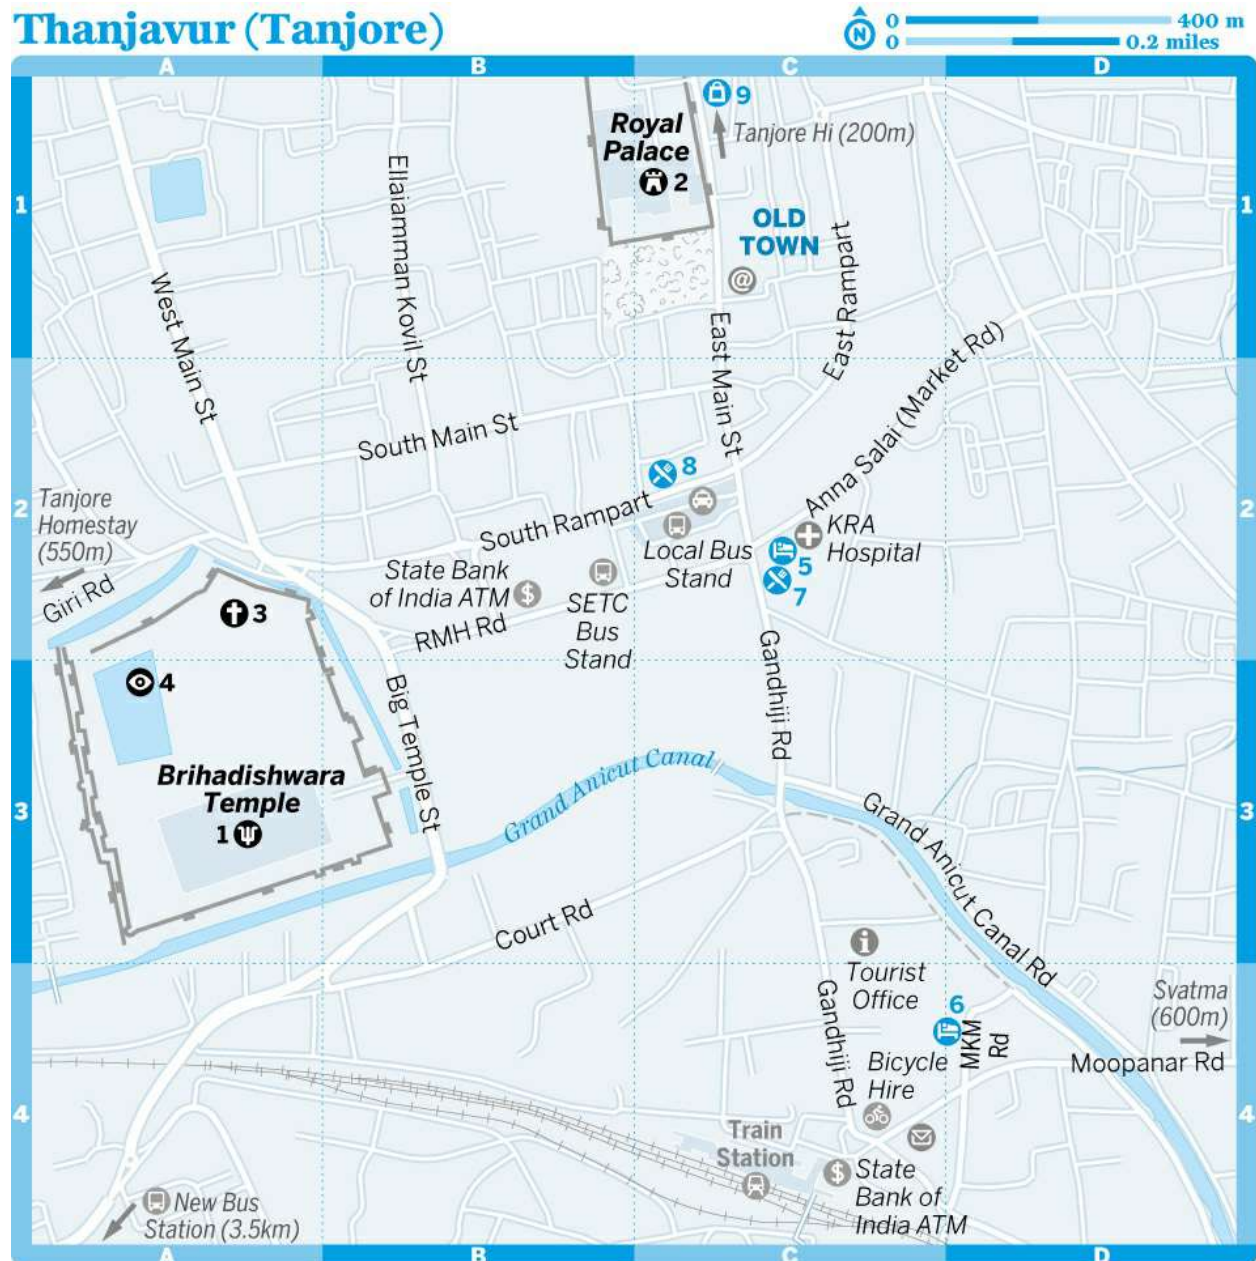 Thanjavur (Tanjore)
N
0 400 m
0 0.2 miles
A B C D
1
Royal
Palace
2
9
Tanjore Hi (200m)
OLD
TOWN
@
1
West Main St
Ellaiamman Kovil St
East Main St
East Rampart
Anna Salai (Market Rd)
South Main St
8
South Rampart
2
Tanjore
Homestay
(550m)
Giri Rd
3
State Bank
of India ATM
$
RMH Rd
SETC
Bus
Stand
Local Bus
Stand
5
7
KRA
Hospital
2
4
Brihadishwara
Temple
1
Big Temple St
Gandhiji Rd
Grand Anicut Canal
Grand Anicut Canal Rd
3
3
Court Rd
i
Tourist
Office
Gandhiji Rd
6
MKM
Rd
Svatma
(600m)
Moopanar Rd
Bicycle
Hire
4
4
Train
Station
$
State
Bank of
India ATM
New Bus
Station (3.5km)
A B C D